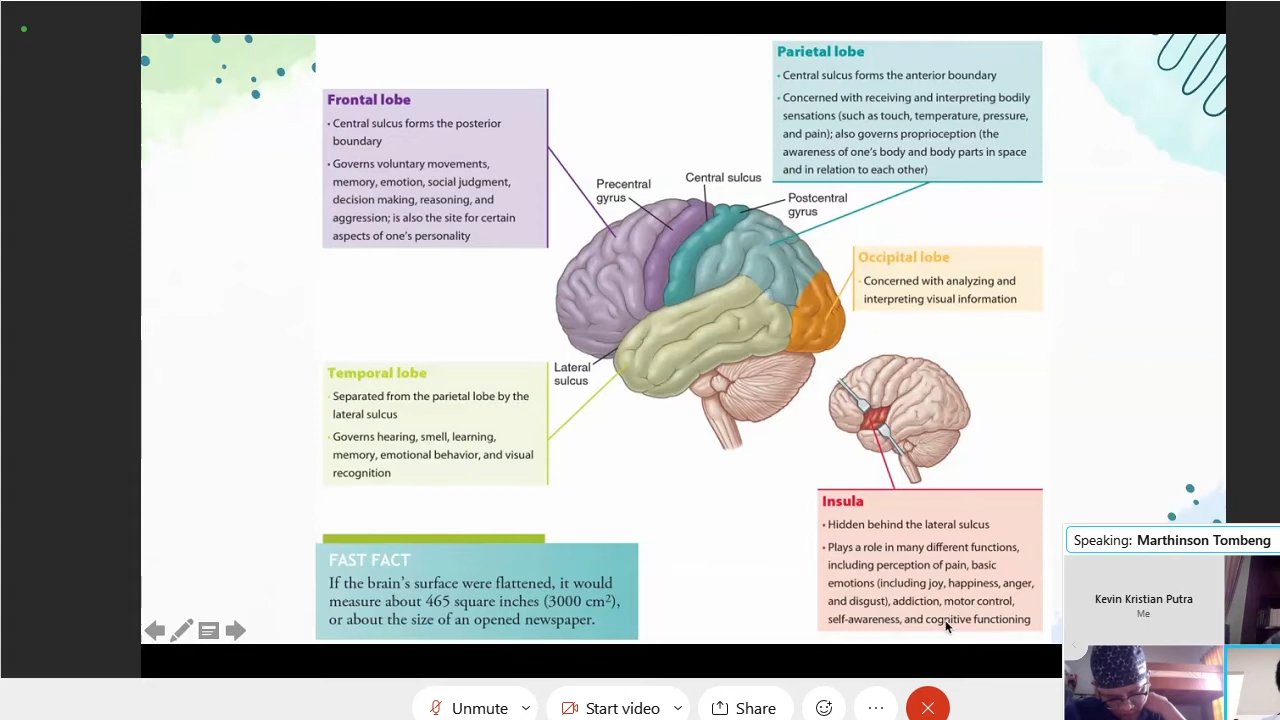 Frontal lobe
• Central sulcus forms the posterior
boundary
• Governs voluntary movements,
memory, emotion, social judgment,
decision making, reasoning, and
aggression; is also the site for certain
aspects of one's personality
Parietal lobe
• Central sulcus forms the anterior boundary
• Concerned with receiving and interpreting bodily
sensations (such as touch, temperature, pressure,
and pain); also governs proprioception (the
awareness of one's body and body parts in space
and in relation to each other)
Precentral
gyrus
Central sulcus
Postcentral
gyrus
Occipital lobe
• Concerned with analyzing and
interpreting visual information
Lateral
sulcus
Temporal lobe
• Separated from the parietal lobe by the
lateral sulcus
• Governs hearing, smell, learning,
memory, emotional behavior, and visual
recognition
Insula
• Hidden behind the lateral sulcus
• Plays a role in many different functions,
including perception of pain, basic
emotions (including joy, happiness, anger,
and disgust), addiction, motor control,
self-awareness, and cognitive functioning
FAST FACT
If the brain's surface were flattened, it would
measure about 465 square inches (3000 cm²),
or about the size of an opened newspaper.
Speaking: Marthinson Tombeng
Kevin Kristian Putra
Me
Unmute
Start video
Share